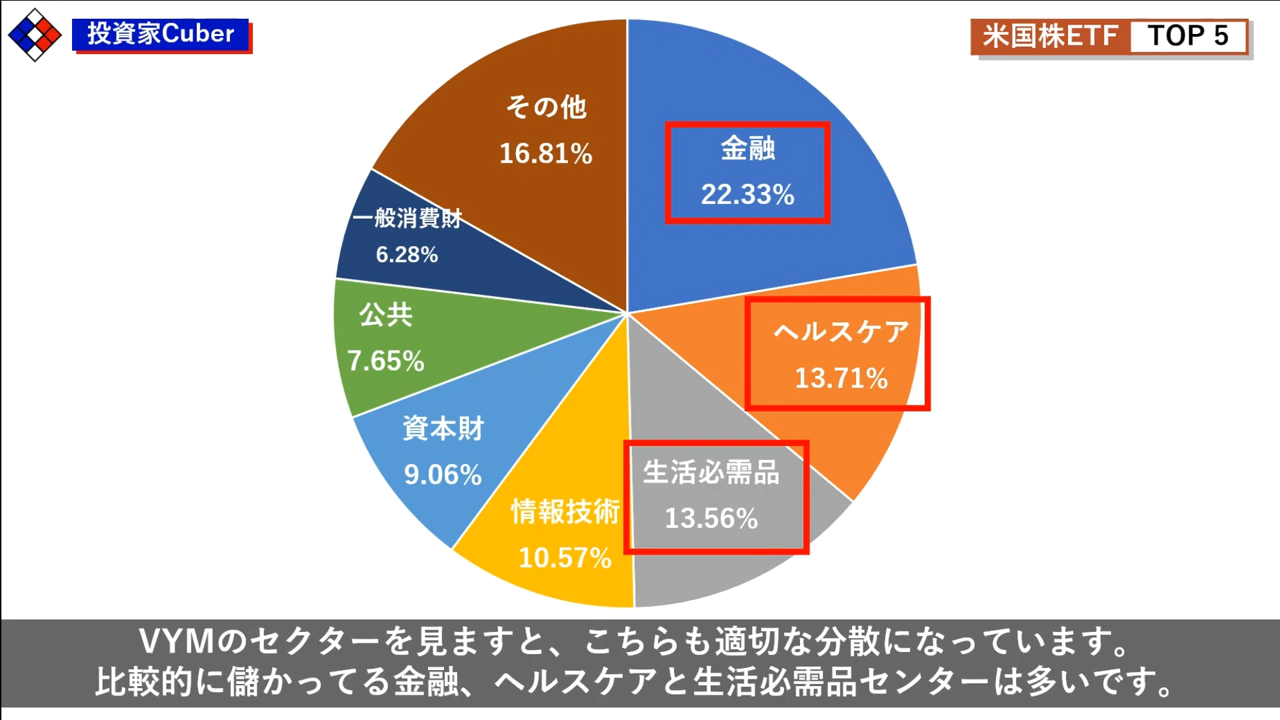 投資家Cuber
米国株ETF TOP 5
その他
16.81%
金融
22.33%
一般消費財
6.28%
ヘルスケア
13.71%
公共
7.65%
資本財
9.06%
生活必需品
13.56%
情報技術
10.57%
VYMのセクターを見ますと、こちらも適切な分散になっています。
比較的に儲かってる金融、ヘルスケアと生活必需品センターは多いです。